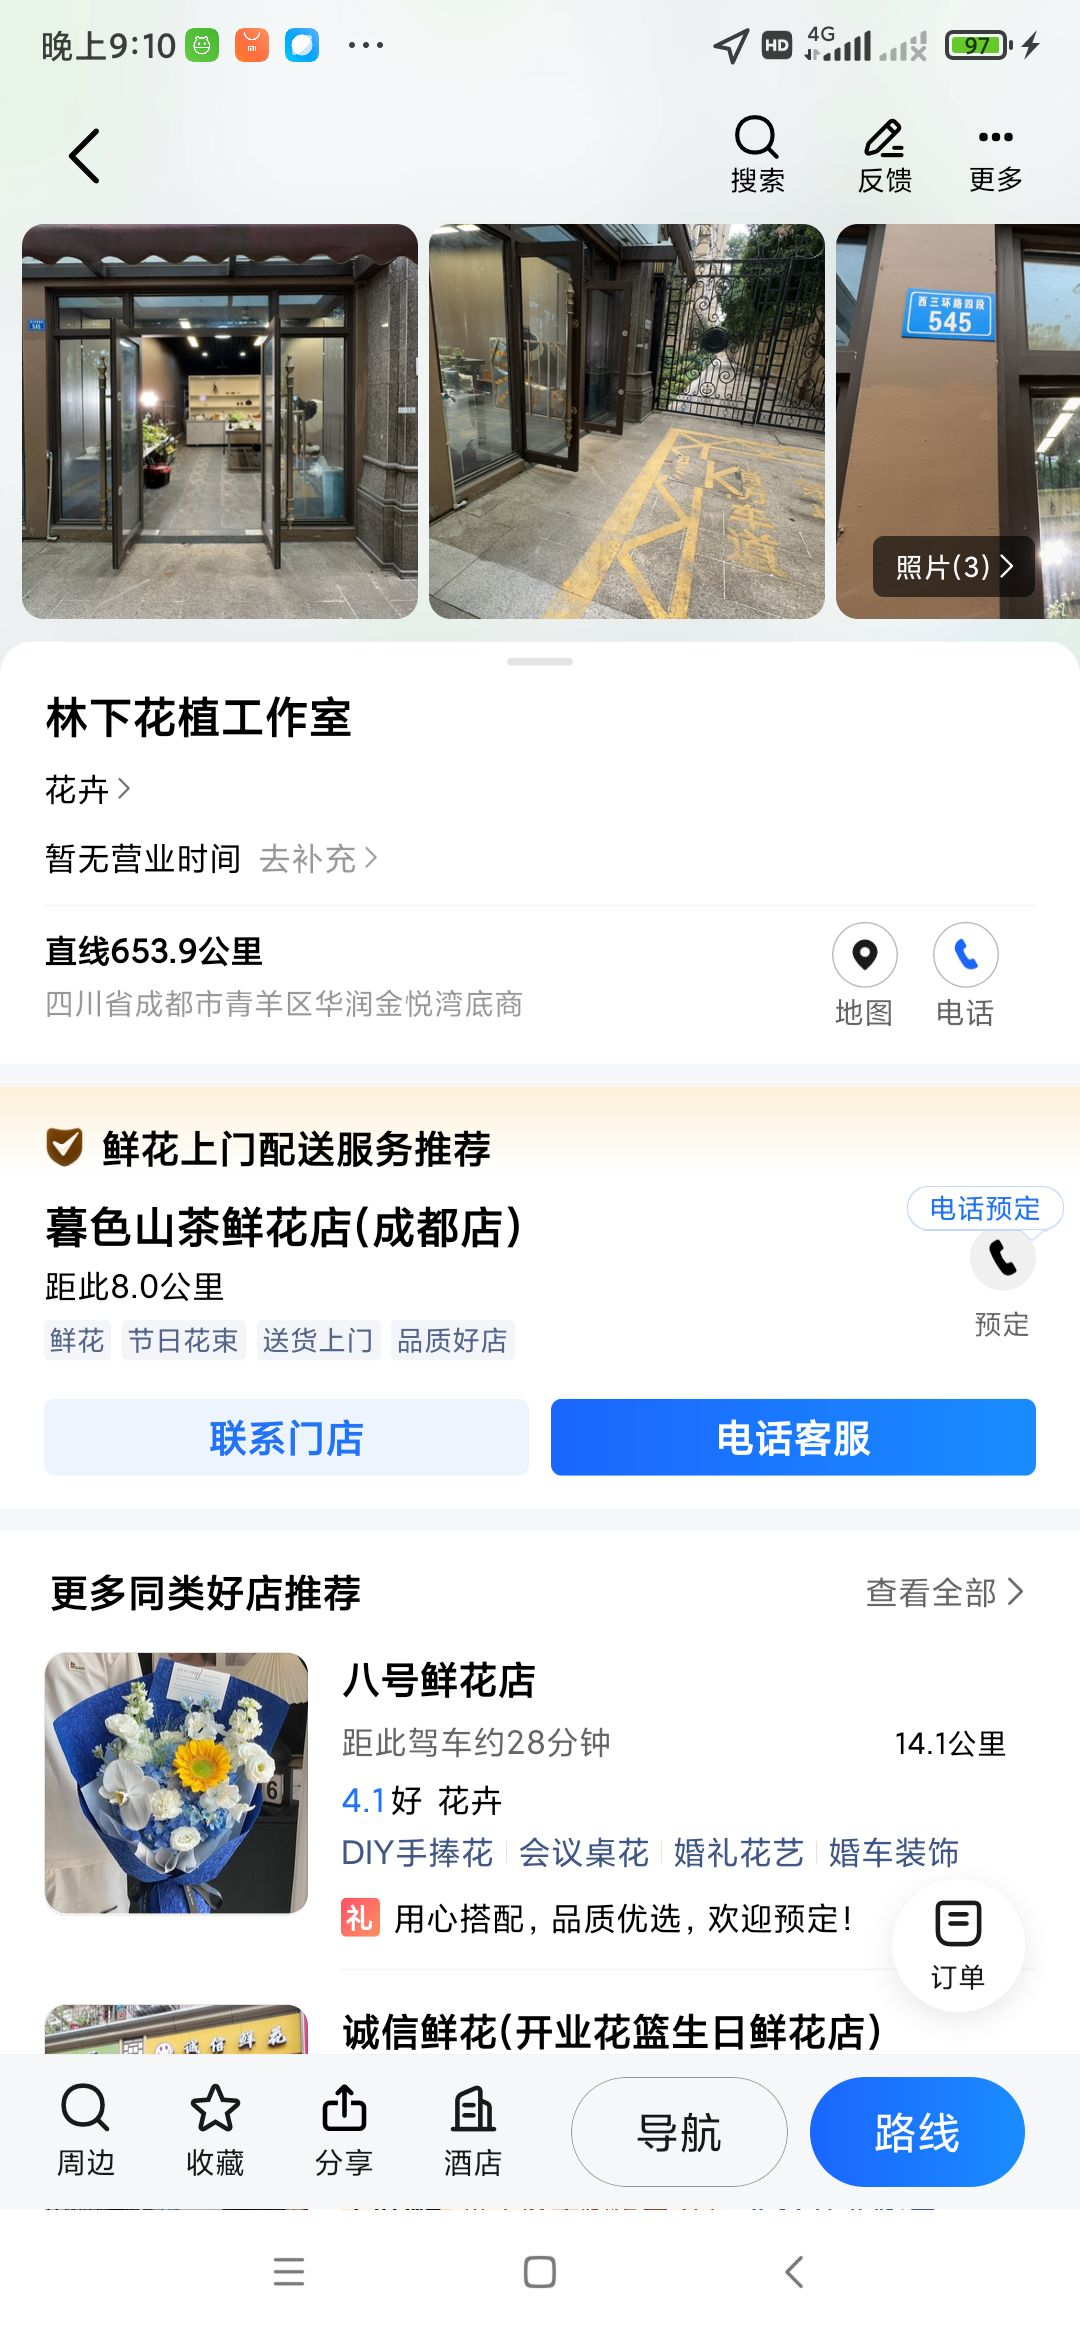 晚上9:10
HD
4G
97
搜索
反馈
更多
545
西三环路四段
545
车道
照片(3)
林下花植工作室
花卉
暂无营业时间 去补充
直线653.9公里
四川省成都市青羊区华润金悦湾底商
地图
电话
鲜花上门配送服务推荐
暮色山茶鲜花店(成都店)
电话预定
距此8.0公里
预定
鲜花 节日花束 送货上门 品质好店
联系门店
电话客服
更多同类好店推荐
查看全部
八号鲜花店
距此驾车约28分钟
14.1公里
4.1好 花卉
DIY手捧花 会议桌花 婚礼花艺 婚车装饰
礼 用心搭配，品质优选，欢迎预定！
6
订单
诚信鲜花(开业花篮生日鲜花店)
诚信鲜花
周边
收藏
分享
酒店
导航
路线